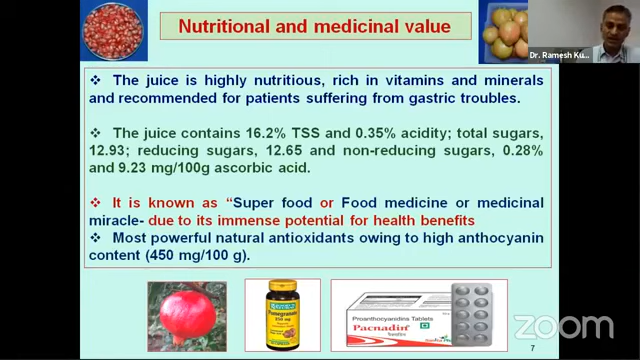 Nutritional and medicinal value
Dr. Ramesh Ku...
❖ The juice is highly nutritious, rich in vitamins and minerals
and recommended for patients suffering from gastric troubles.
❖ The juice contains 16.2% TSS and 0.35% acidity; total sugars,
12.93; reducing sugars, 12.65 and non-reducing sugars, 0.28%
and 9.23 mg/100g ascorbic acid.
❖ It is known as “Super food or Food medicine or medicinal
miracle- due to its immense potential for health benefits
❖ Most powerful natural antioxidants owing to high anthocyanin
content (450 mg/100 g).
Pomegranate
250 mg
Proanthocyanidins Tablets
Pacnadin
zoom
7